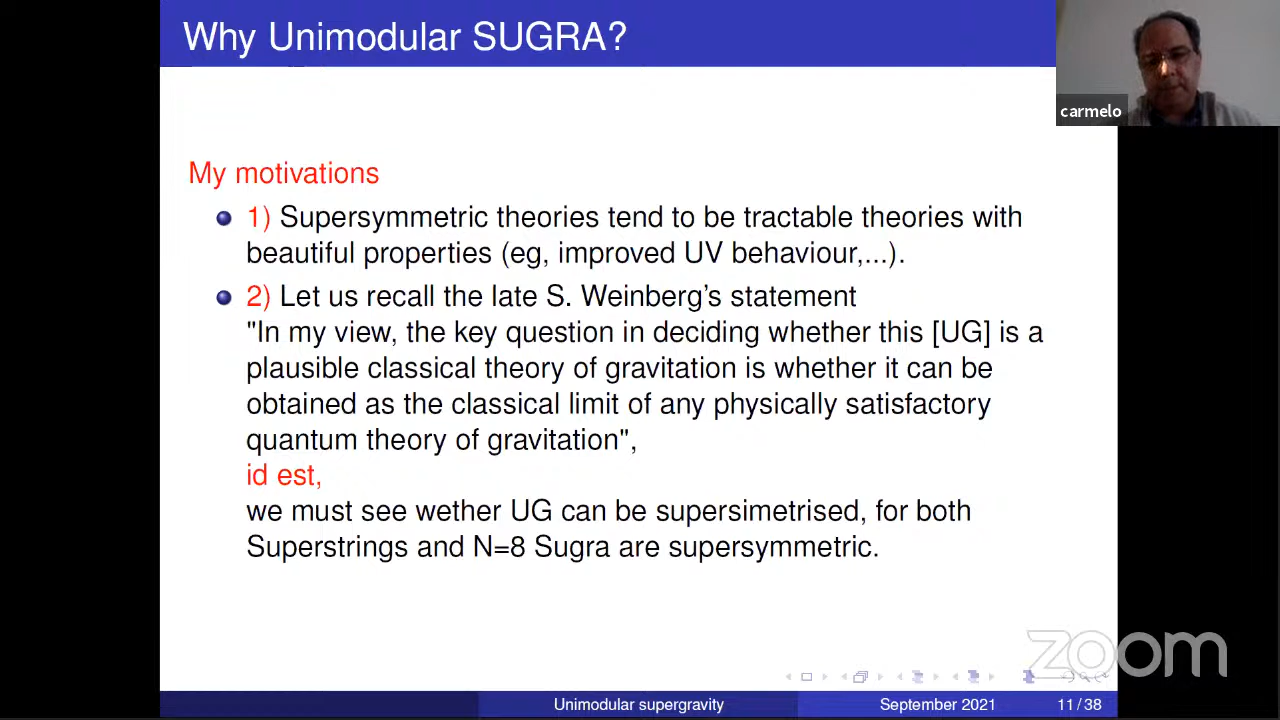 Why Unimodular SUGRA?
carmelo
My motivations
1) Supersymmetric theories tend to be tractable theories with
beautiful properties (eg, improved UV behaviour,...).
2) Let us recall the late S. Weinberg's statement
"In my view, the key question in deciding whether this [UG] is a
plausible classical theory of gravitation is whether it can be
obtained as the classical limit of any physically satisfactory
quantum theory of gravitation",
id est,
we must see wether UG can be supersimetrised, for both
Superstrings and N=8 Sugra are supersymmetric.
zoom
Unimodular supergravity
September 2021
11 / 38